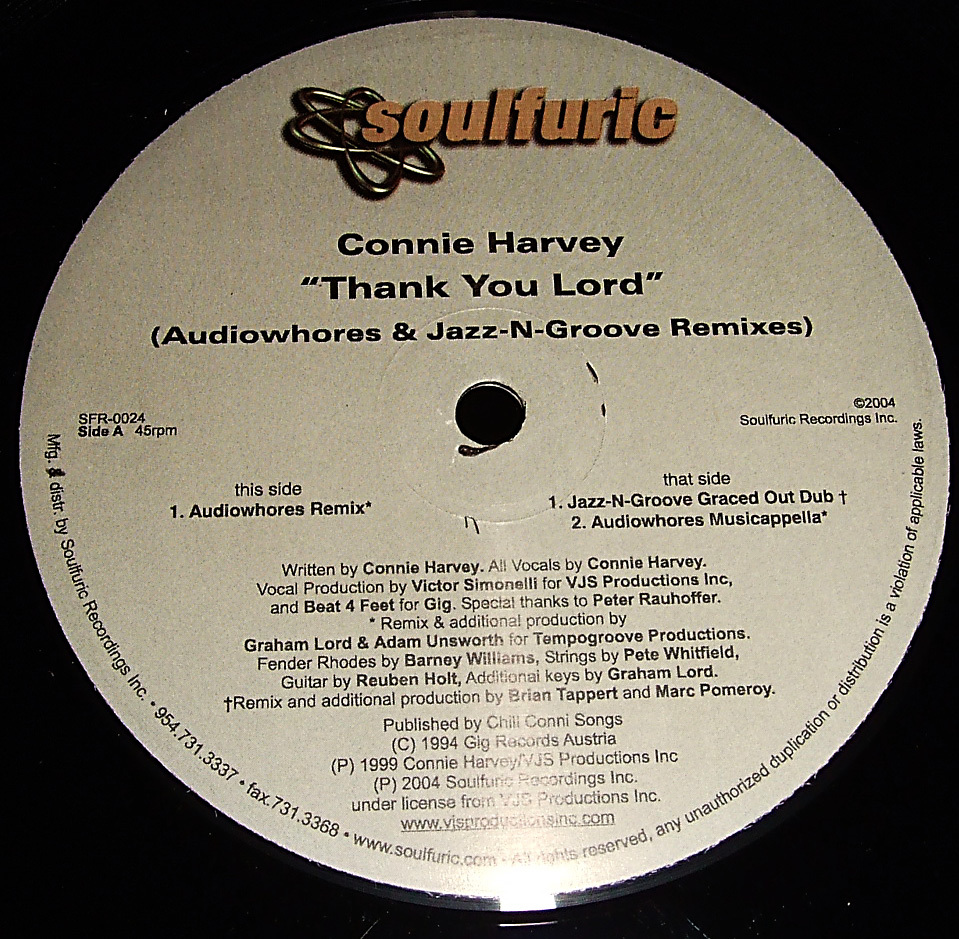 soulfuric
Connie Harvey
“Thank You Lord”
(Audiowhores & Jazz-N-Groove Remixes)
SFR-0024
Side A 45rpm
©2004
Soulfuric Recordings Inc.
this side
1. Audiowhores Remix*
that side
1. Jazz-N-Groove Graced Out Dub †
2. Audiowhores Musicappella*
Written by Connie Harvey. All Vocals by Connie Harvey.
Vocal Production by Victor Simonelli for VJS Productions Inc,
and Beat 4 Feet for Gig. Special thanks to Peter Rauhoffer.
* Remix & additional production by
Graham Lord & Adam Unsworth for Tempogroove Productions.
Fender Rhodes by Barney Williams, Strings by Pete Whitfield,
Guitar by Reuben Holt, Additional keys by Graham Lord.
†Remix and additional production by Brian Tappert and Marc Pomeroy.
Published by Chili Conni Songs
(C) 1994 Gig Records Austria
(P) 1999 Connie Harvey/VJS Productions Inc
(P) 2004 Soulfuric Recordings Inc.
under license from VJS Productions Inc.
www.vjsproductionsinc.com
Mfg. & distr. by Soulfuric Recordings Inc. • 954.731.3337 • fax.731.3368 • www.soulfuric.com - All rights reserved, any unauthorized duplication or distribution is a violation of applicable laws.